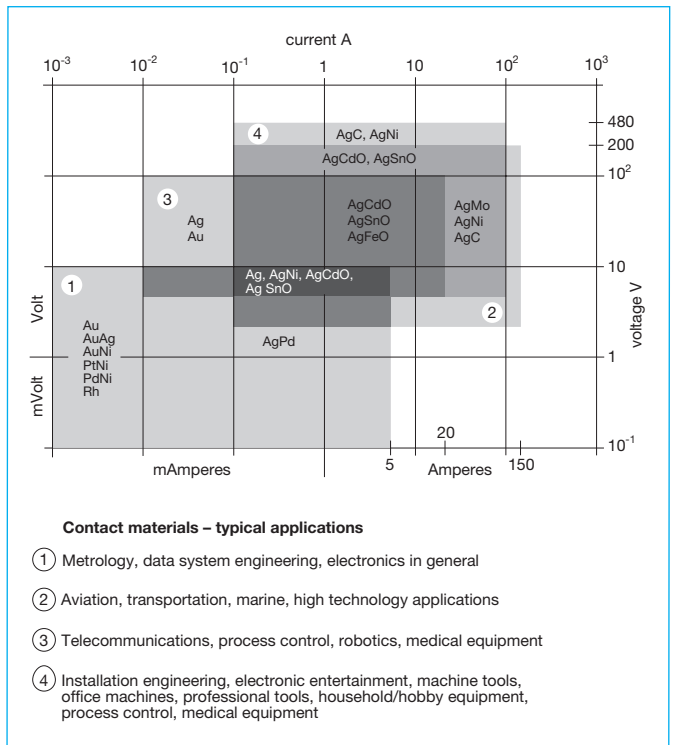 current A
10-3 10-2 10-1 1 10 102 103
4 AgC, AgNi 480
AgCdO, AgSnO 200
102
3
Ag
Au
AgCdO
AgSnO
AgFeO
AgMo
AgNi
AgC
10
1 Ag, AgNi, AgCdO,
Ag SnO
2
Volt
voltage V
Au
AuAg
AuNi
PtNi
PdNi
Rh
AgPd
1
mVolt
20
10-1
mAmperes 5 Amperes 150
Contact materials – typical applications
1 Metrology, data system engineering, electronics in general
2 Aviation, transportation, marine, high technology applications
3 Telecommunications, process control, robotics, medical equipment
4 Installation engineering, electronic entertainment, machine tools,
office machines, professional tools, household/hobby equipment,
process control, medical equipment